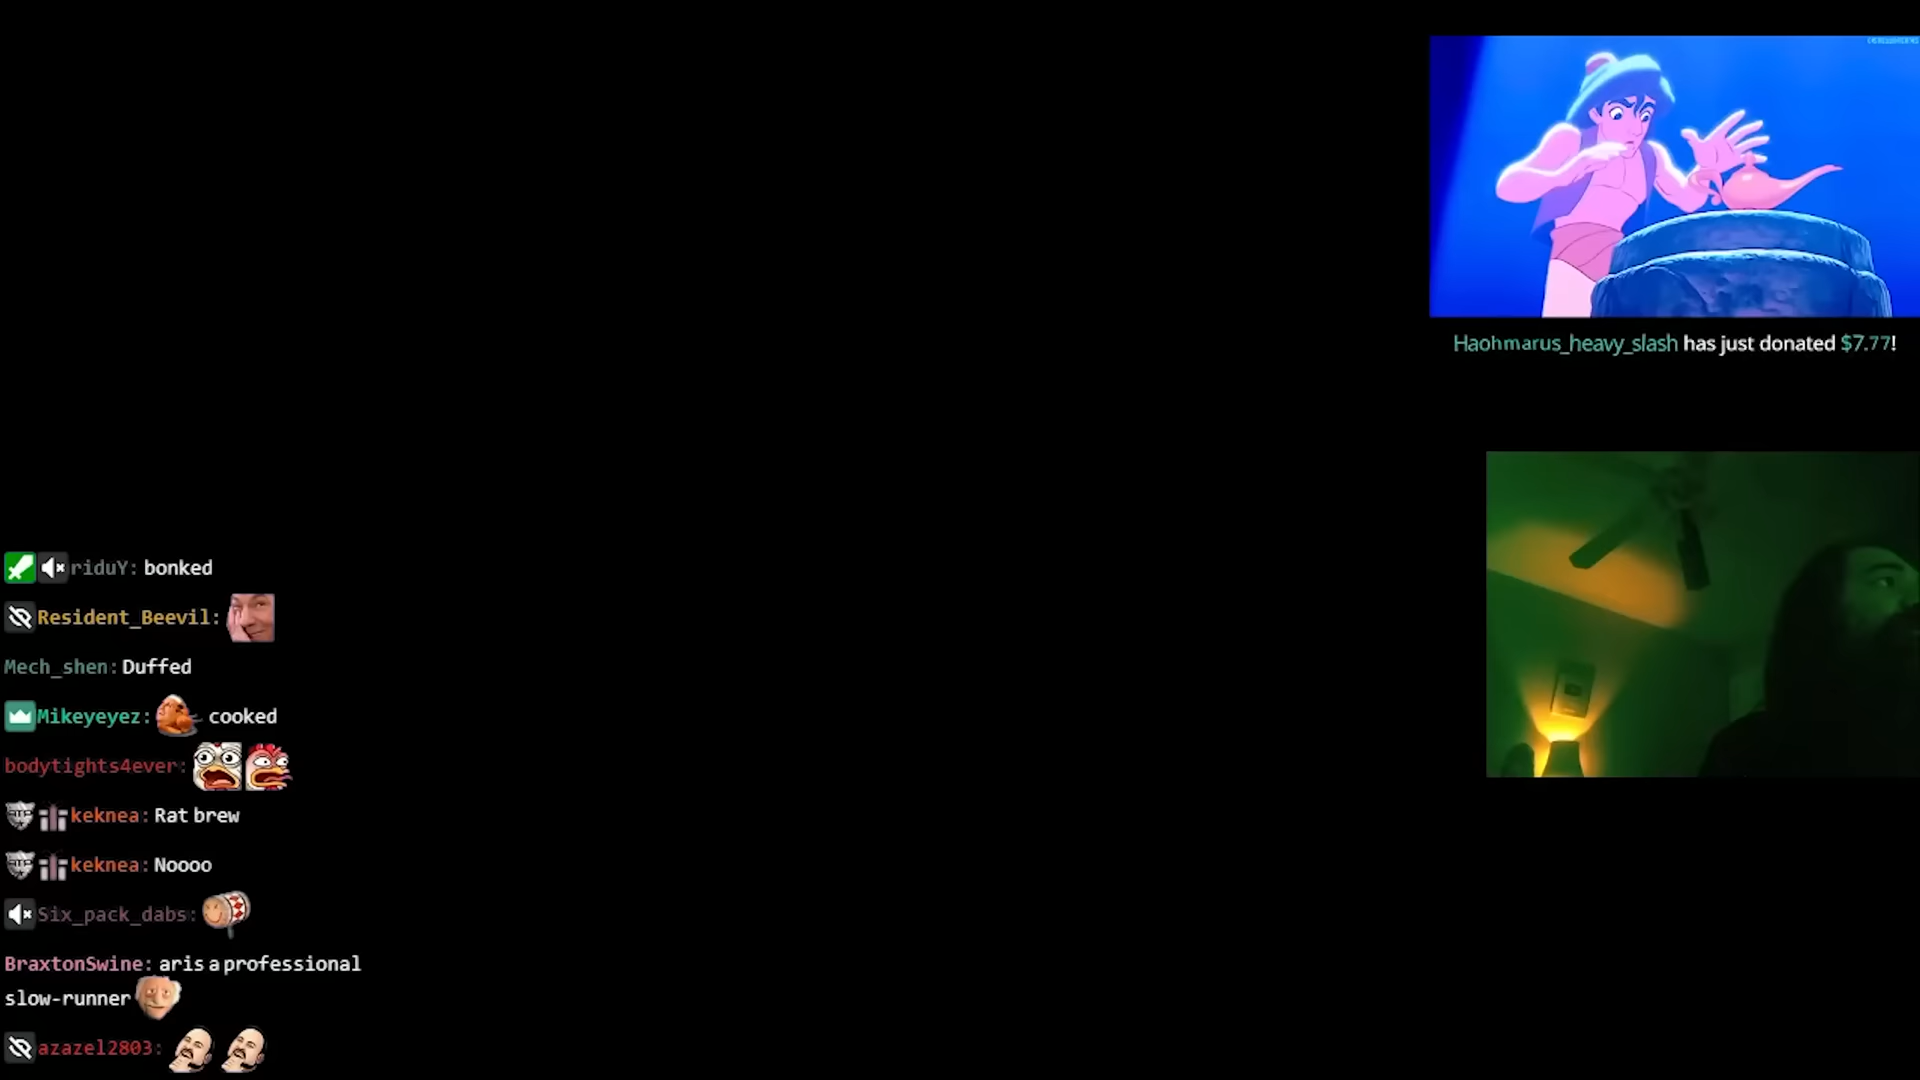 Haohmarus_heavy_slash has just donated $7.77!
riduY: bonked
Resident_Beevil:
Mech_shen: Duffed
Mikeyeyez: cooked
bodytights4ever:
keknea: Rat brew
keknea: Noooo
Six_pack_dabs:
BraxtonSwine: aris a professional
slow-runner
azazel2803: